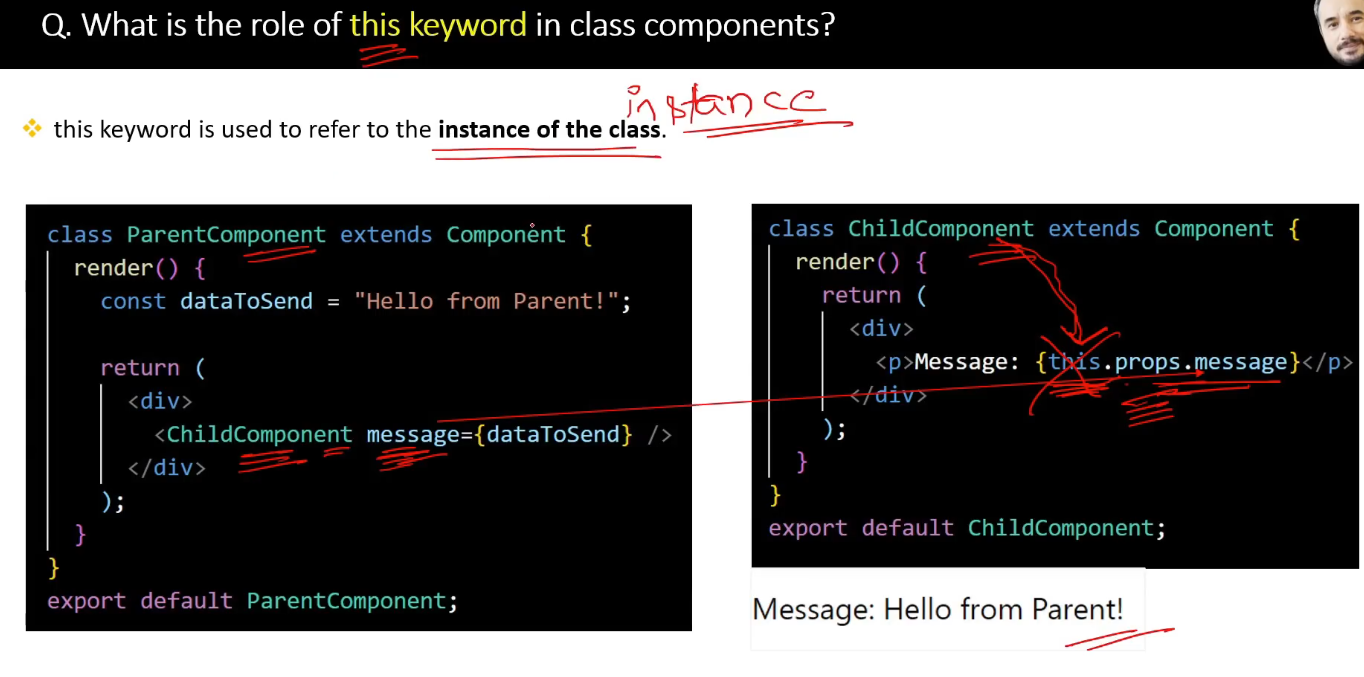 Q. What is the role of this keyword in class components?
instance
❖ this keyword is used to refer to the instance of the class.
class ParentComponent extends Component {
render() {
const dataToSend = "Hello from Parent!";
return (
<div>
<ChildComponent message={dataToSend} />
</div>
);
}
}
export default ParentComponent;
class ChildComponent extends Component {
render() {
return (
<div>
<p>Message: {this.props.message}</p>
</div>
);
}
}
export default ChildComponent;
Message: Hello from Parent!